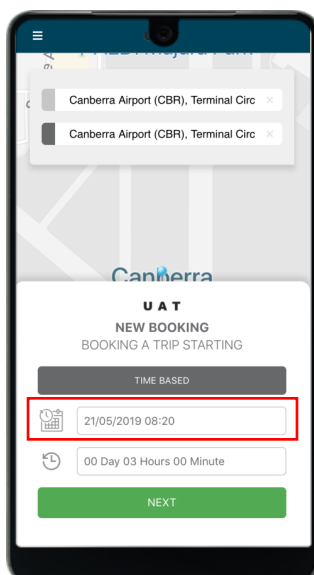 Canberra Airport (CBR), Terminal Circ
Canberra Airport (CBR), Terminal Circ
Canberra
UAT
NEW BOOKING
BOOKING A TRIP STARTING
TIME BASED
21/05/2019 08:20
00 Day 03 Hours 00 Minute
NEXT